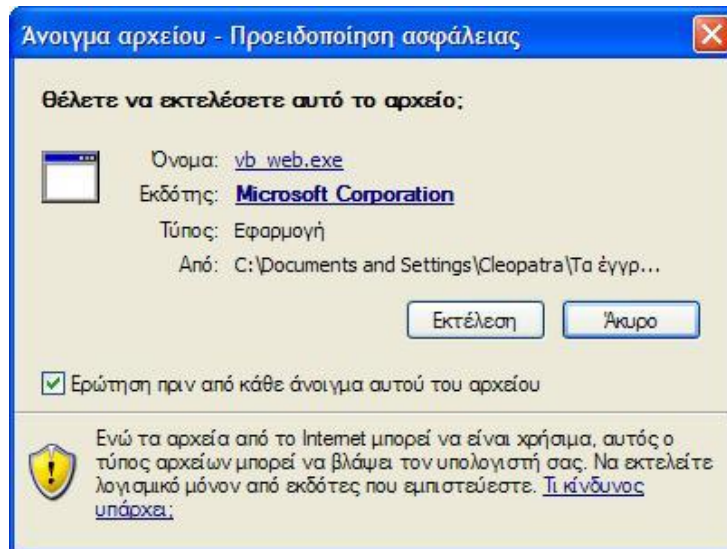 Άνοιγμα αρχείου - Προειδοποίηση ασφάλειας
Θέλετε να εκτελέσετε αυτό το αρχείο;
Όνομα: vb_web.exe
Εκδότης: Microsoft Corporation
Τύπος: Εφαρμογή
Από: C:\Documents and Settings\Cleopatra\Τα έγγρ...
Εκτέλεση Άκυρο
Ερώτηση πριν από κάθε άνοιγμα αυτού του αρχείου
Ενώ τα αρχεία από το Internet μπορεί να είναι χρήσιμα, αυτός ο
τύπος αρχείων μπορεί να βλάψει τον υπολογιστή σας. Να εκτελείτε
λογισμικό μόνον από εκδότες που εμπιστεύεστε. Τι κίνδυνος
υπάρχει;